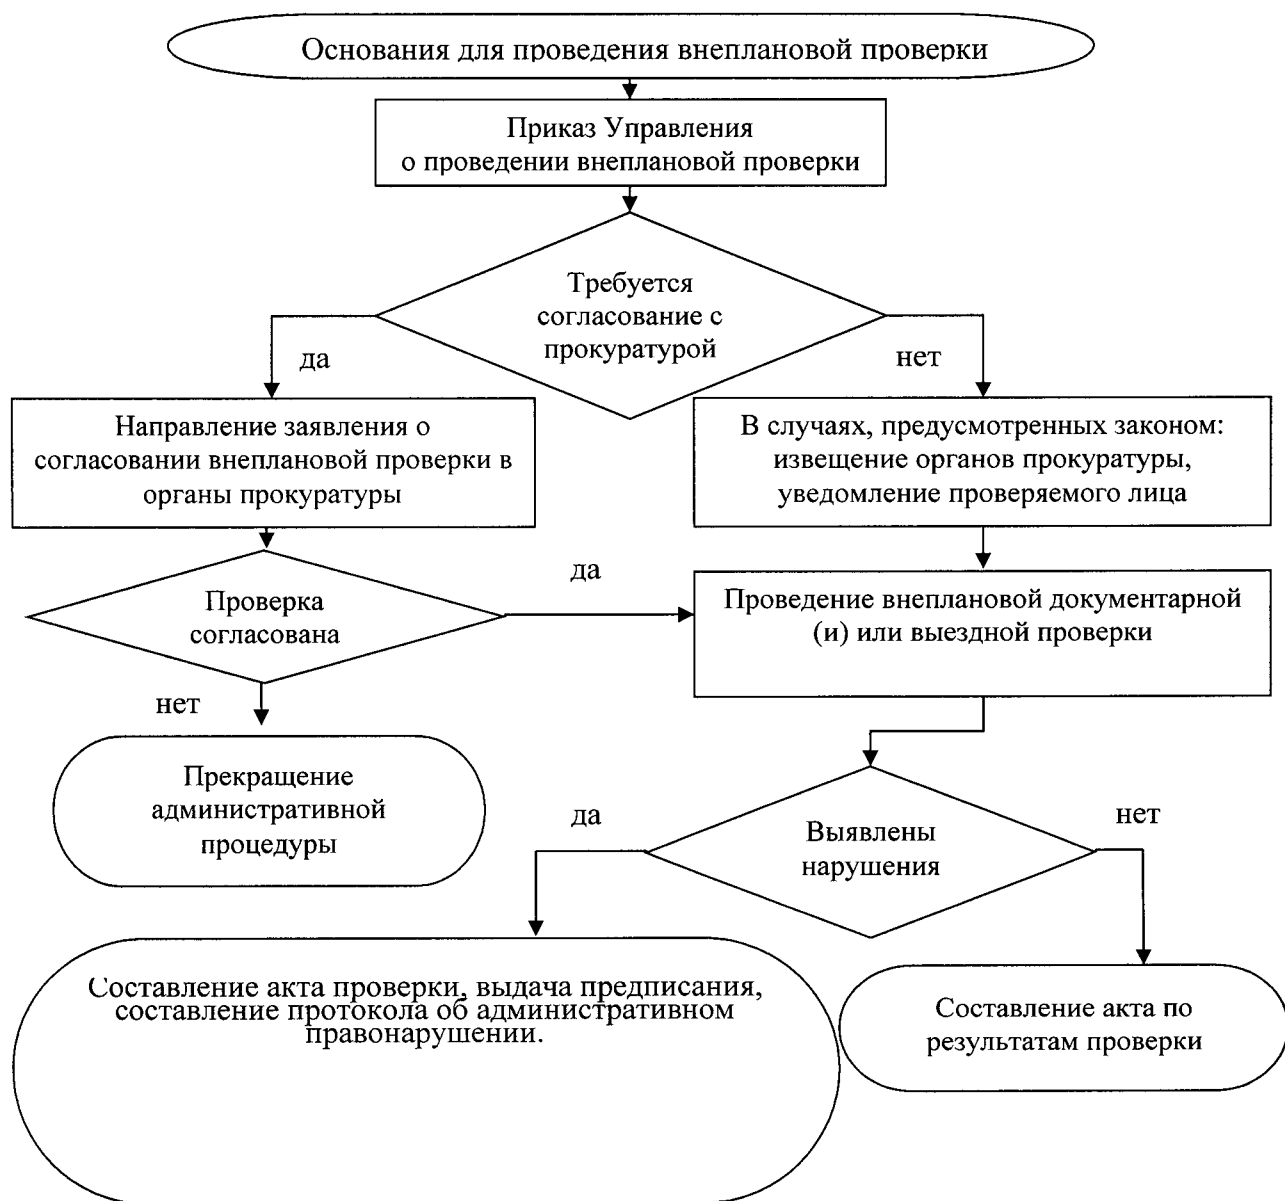 Основания для проведения внеплановой проверки
Приказ Управления
о проведении внеплановой проверки
Требуется
согласование с
прокуратурой
да
нет
Направление заявления о
согласовании внеплановой проверки в
органы прокуратуры
В случаях, предусмотренных законом:
извещение органов прокуратуры,
уведомление проверяемого лица
Проверка
согласована
да
Проведение внеплановой документарной
(и) или выездной проверки
нет
Прекращение
административной
процедуры
Выявлены
нарушения
да
нет
Составление акта проверки, выдача предписания,
составление протокола об административном
правонарушении.
Составление акта по
результатам проверки